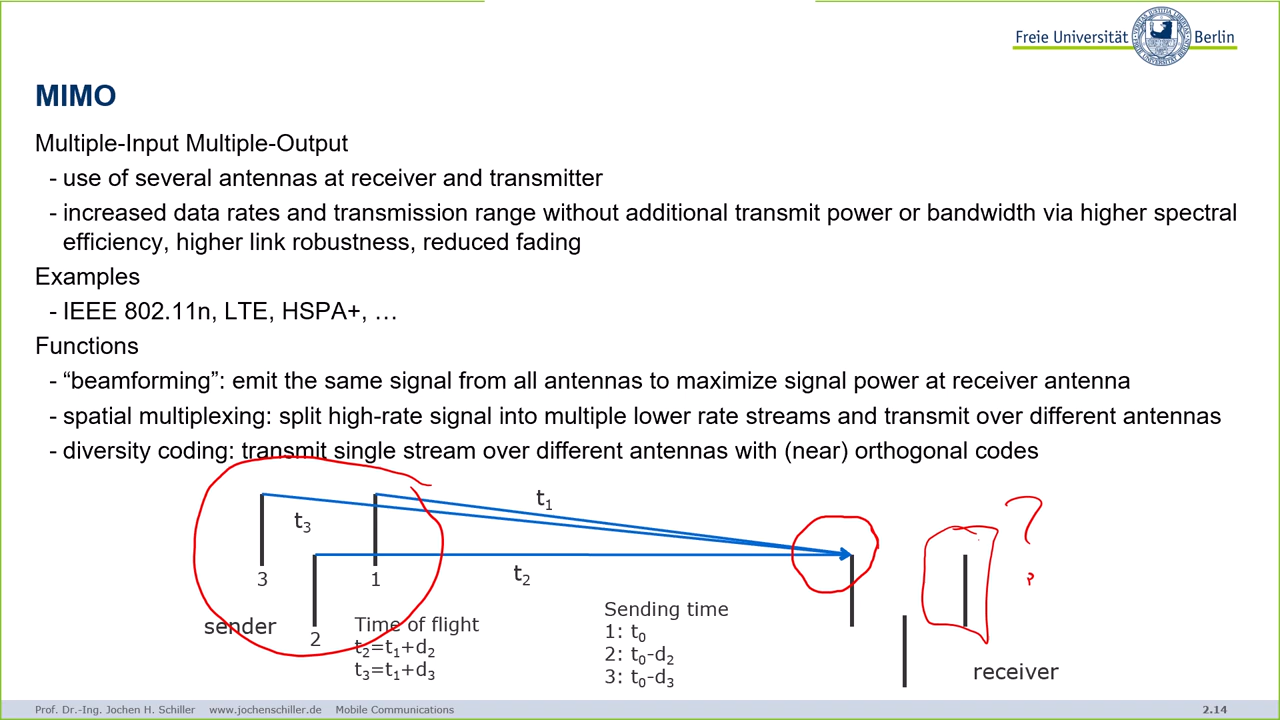 Freie Universität Berlin
MIMO
Multiple-Input Multiple-Output
- use of several antennas at receiver and transmitter
- increased data rates and transmission range without additional transmit power or bandwidth via higher spectral
efficiency, higher link robustness, reduced fading
Examples
- IEEE 802.11n, LTE, HSPA+, …
Functions
- “beamforming”: emit the same signal from all antennas to maximize signal power at receiver antenna
- spatial multiplexing: split high-rate signal into multiple lower rate streams and transmit over different antennas
- diversity coding: transmit single stream over different antennas with (near) orthogonal codes
t₁
t₃
?
3
1
t₂
sender
2
Time of flight
t₂=t₁+d₂
t₃=t₁+d₃
Sending time
1: t₀
2: t₀-d₂
3: t₀-d₃
receiver
Prof. Dr.-Ing. Jochen H. Schiller www.jochenschiller.de Mobile Communications 2.14